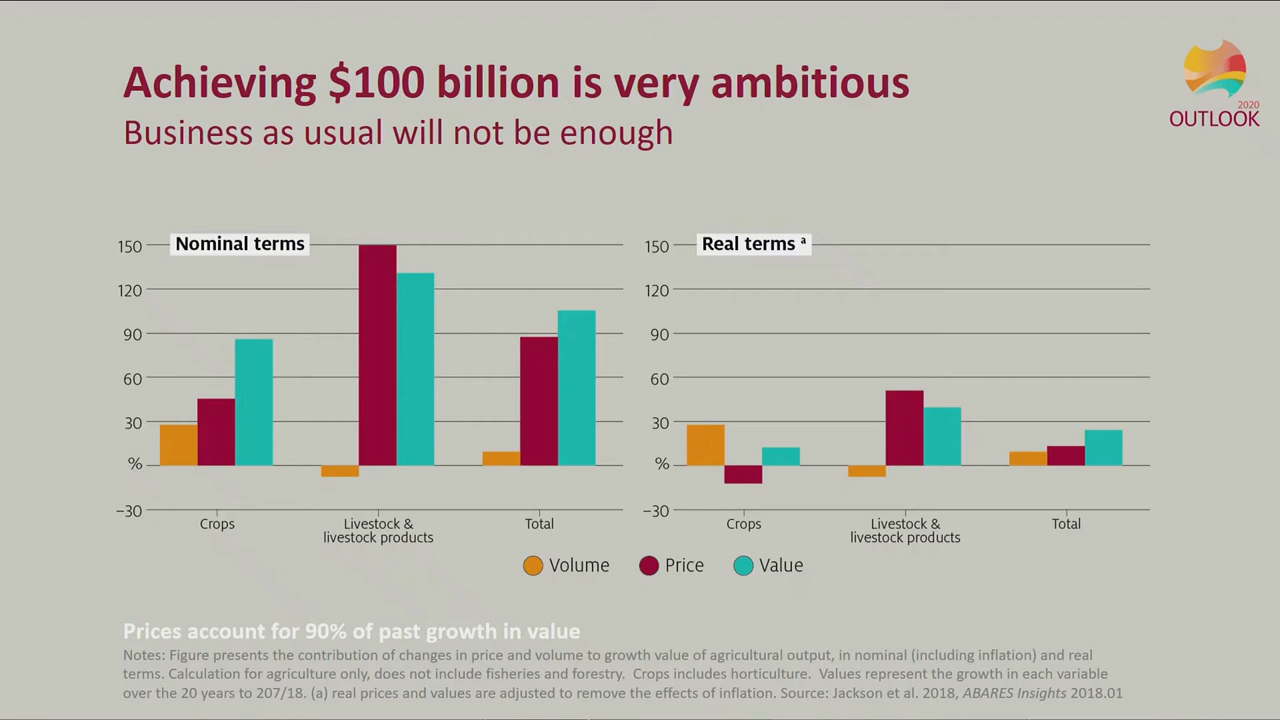 Achieving $100 billion is very ambitious
Business as usual will not be enough
2020
OUTLOOK
150
Nominal terms
120
90
60
30
%
–30
Crops
Livestock &
livestock products
Total
150
Real terms ᵃ
120
90
60
30
%
–30
Crops
Livestock &
livestock products
Total
Volume Price Value
Prices account for 90% of past growth in value
Notes: Figure presents the contribution of changes in price and volume to growth value of agricultural output, in nominal (including inflation) and real
terms. Calculation for agriculture only, does not include fisheries and forestry. Crops includes horticulture. Values represent the growth in each variable
over the 20 years to 207/18. (a) real prices and values are adjusted to remove the effects of inflation. Source: Jackson et al. 2018, ABARES Insights 2018.01